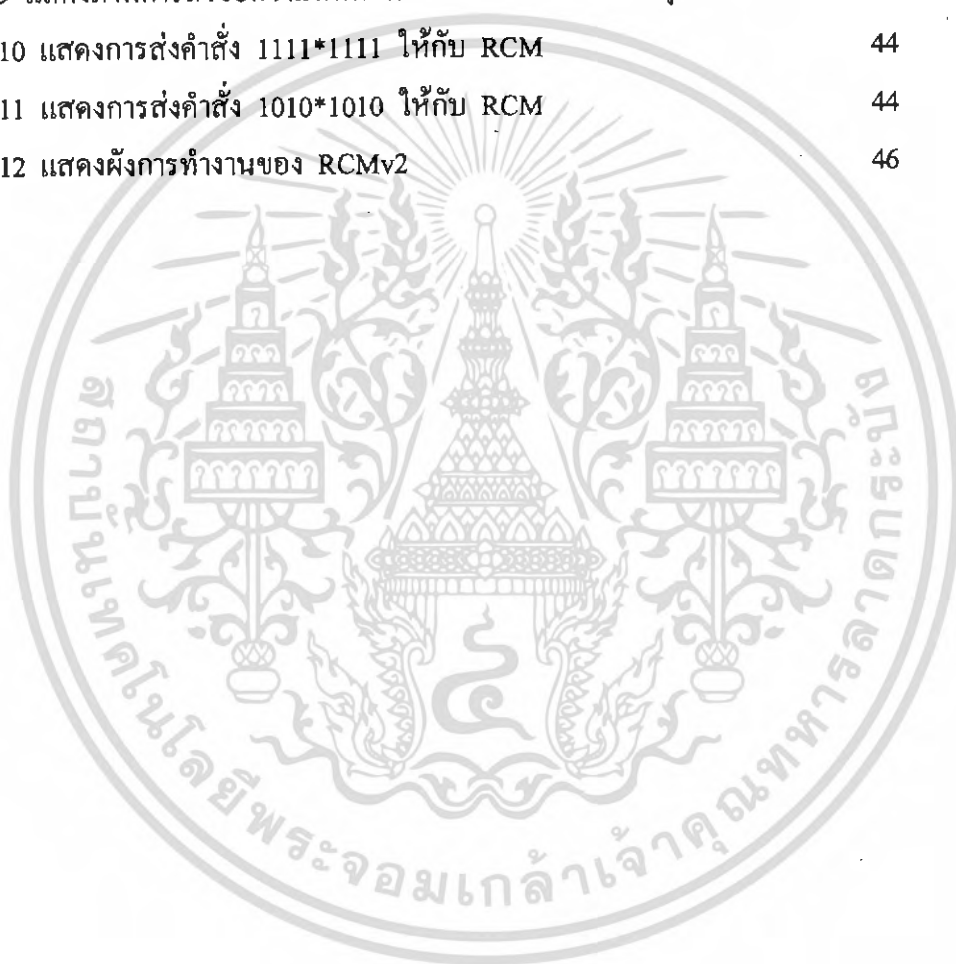 10 แสดงการส่งคำสั่ง 1111*1111 ให้กับ RCM 44
11 แสดงการส่งคำสั่ง 1010*1010 ให้กับ RCM 44
12 แสดงผังการทำงานของ RCMv2 46
สถาบันเทคโนโลยีพระจอมเกล้าเจ้าคุณทหารลาดกระบัง